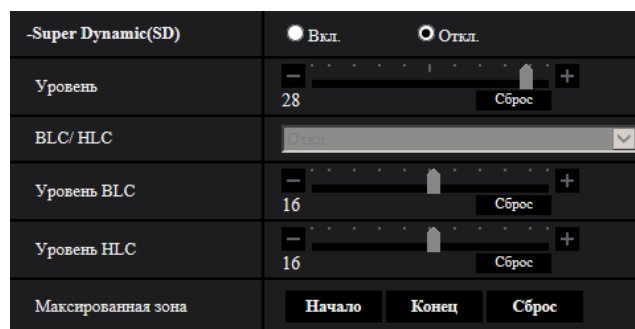 -Super Dynamic(SD) Вкл. Откл.
Уровень
28 Сброс
BLC/ HLC Откл.
Уровень BLC
16 Сброс
Уровень HLC
16 Сброс
Максированная зона Начало Конец Сброс